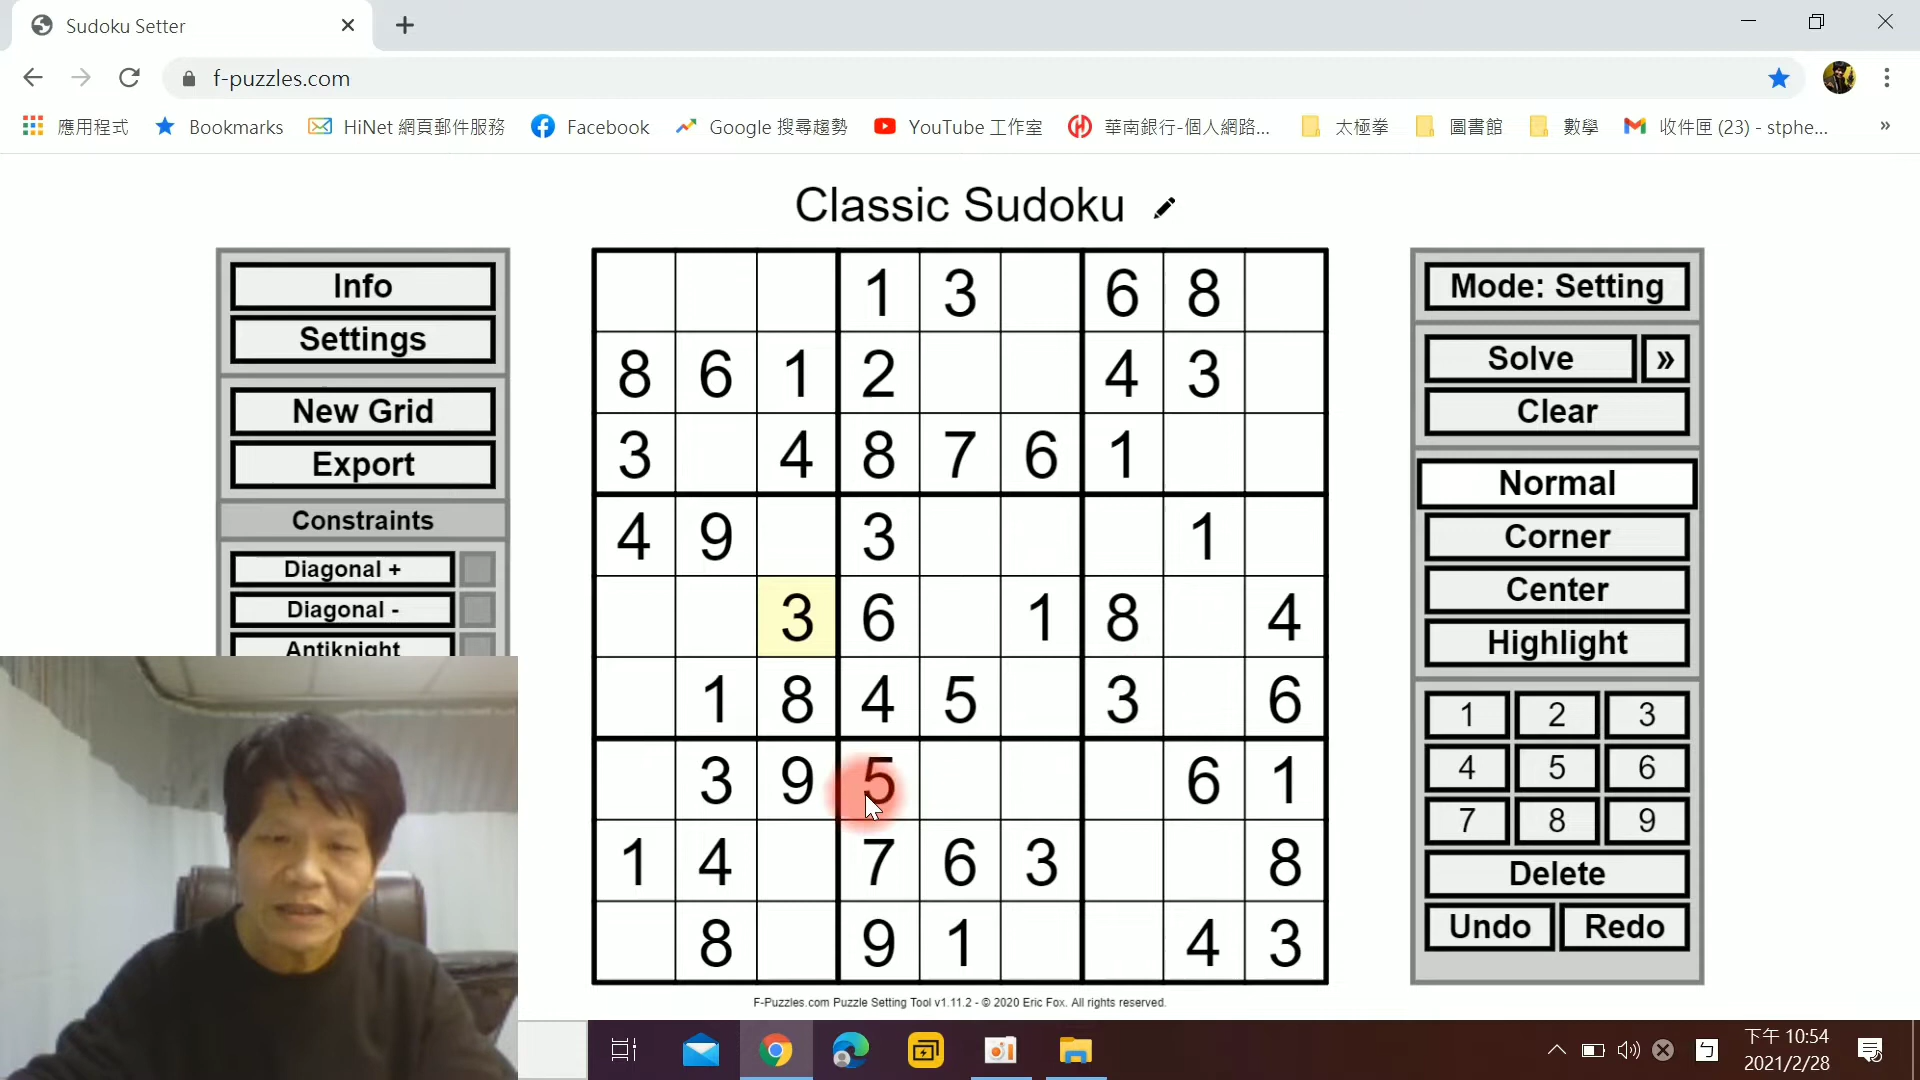 Sudoku Setter
f-puzzles.com
應用程式 Bookmarks HiNet 網頁郵件服務 Facebook Google 搜尋趨勢 YouTube 工作室 華南銀行-個人網路... 太極拳 圖書館 數學 收件匣 (23) - stphe... »
Classic Sudoku
Info
Settings
New Grid
Export
Constraints
Diagonal +
Diagonal -
Antiknight
1 3 6 8
8 6 1 2 4 3
3 4 8 7 6 1
4 9 3 1
3 6 1 8 4
1 8 4 5 3 6
3 9 5 6 1
1 4 7 6 3 8
8 9 1 4 3
Mode: Setting
Solve »
Clear
Normal
Corner
Center
Highlight
1 2 3
4 5 6
7 8 9
Delete
Undo Redo
F-Puzzles.com Puzzle Setting Tool v1.11.2 - © 2020 Eric Fox. All rights reserved.
ㄅ
下午 10:54
2021/2/28